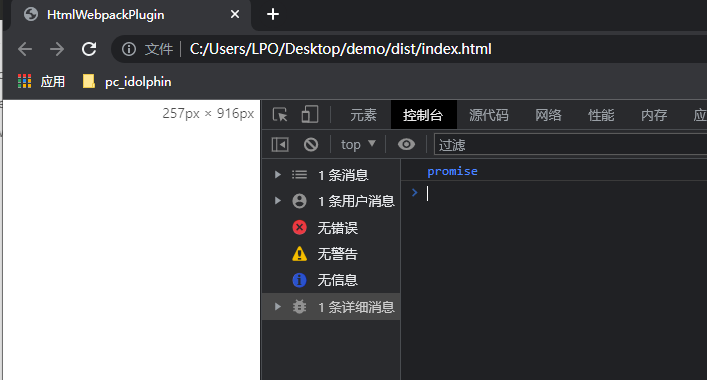 HtmlWebpackPlugin
文件 C:/Users/LPO/Desktop/demo/dist/index.html
应用 pc_idolphin
257px × 916px
元素 控制台 源代码 网络 性能 内存 应
top 过滤
1 条消息
1 条用户消息
无错误
无警告
无信息
1 条详细消息
promise